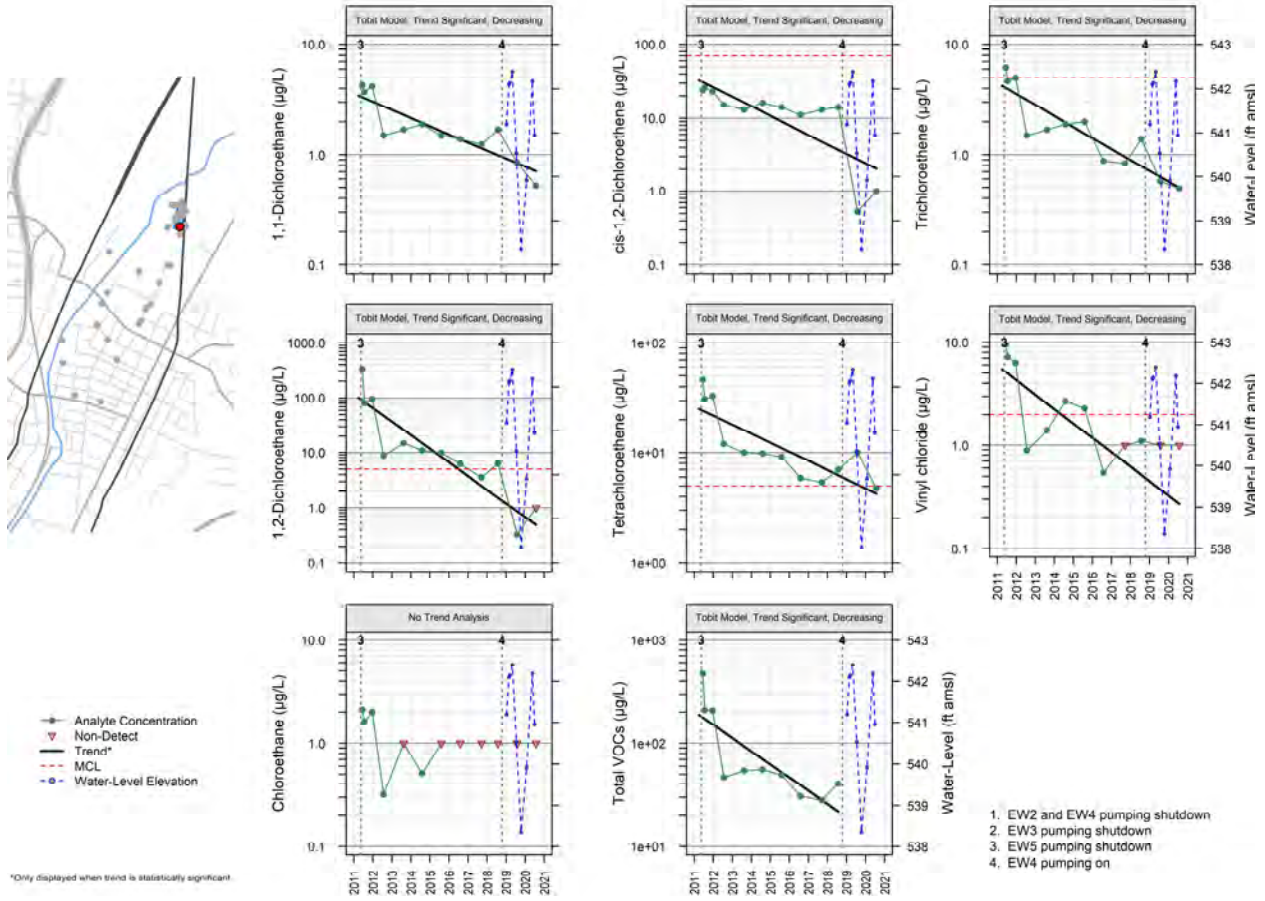 Tobit Model, Trend Significant, Decreasing
Tobit Model, Trend Significant, Decreasing
Tobit Model, Trend Significant, Decreasing
3 4
3 4
3 4
10.0
1.0
0.1
1,1-Dichloroethane (µg/L)
100.0
10.0
1.0
0.1
cis-1,2-Dichloroethene (µg/L)
10.0
1.0
0.1
Trichloroethene (µg/L)
543
542
541
540
539
538
Water-Level (ft amsl)
Tobit Model, Trend Significant, Decreasing
Tobit Model, Trend Significant, Decreasing
Tobit Model, Trend Significant, Decreasing
3 4
3 4
3 4
1000.0
100.0
10.0
1.0
0.1
1,2-Dichloroethane (µg/L)
1e+02
1e+01
1e+00
Tetrachloroethene (µg/L)
10.0
1.0
0.1
Vinyl chloride (µg/L)
543
542
541
540
539
538
Water-Level (ft amsl)
2011 2012 2013 2014 2015 2016 2017 2018 2019 2020 2021
No Trend Analysis
Tobit Model, Trend Significant, Decreasing
3 4
3 4
10.0
1.0
0.1
Chloroethane (µg/L)
1e+03
1e+02
1e+01
Total VOCs (µg/L)
543
542
541
540
539
538
Water-Level (ft amsl)
2011 2012 2013 2014 2015 2016 2017 2018 2019 2020 2021
2011 2012 2013 2014 2015 2016 2017 2018 2019 2020 2021
Analyte Concentration
Non-Detect
Trend*
MCL
Water-Level Elevation
*Only displayed when trend is statistically significant
1. EW2 and EW4 pumping shutdown
2. EW3 pumping shutdown
3. EW5 pumping shutdown
4. EW4 pumping on